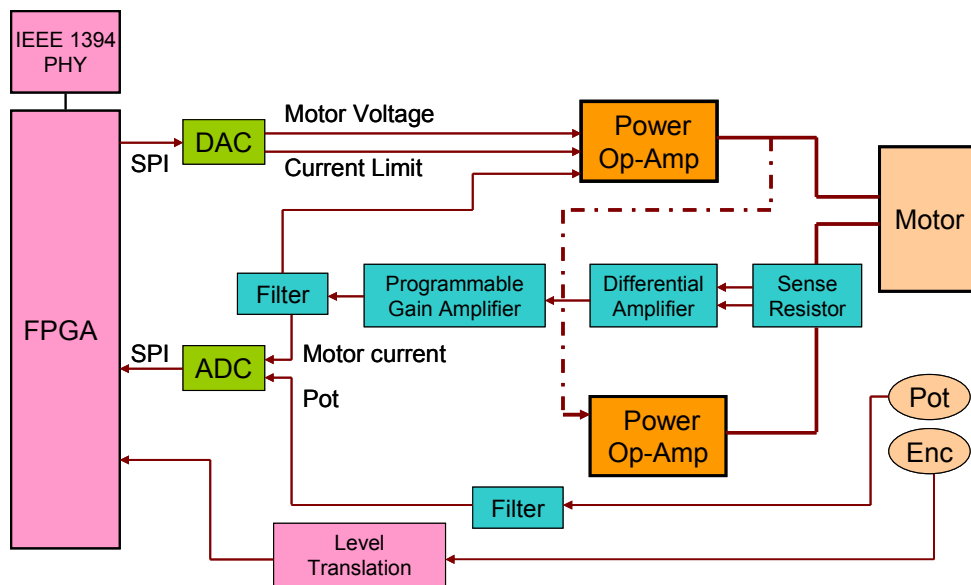 IEEE 1394
PHY
FPGA
SPI
DAC
Motor Voltage
Current Limit
Power
Op-Amp
Motor
Filter
Programmable
Gain Amplifier
Differential
Amplifier
Sense
Resistor
SPI
ADC
Motor current
Pot
Power
Op-Amp
Pot
Enc
Filter
Level
Translation